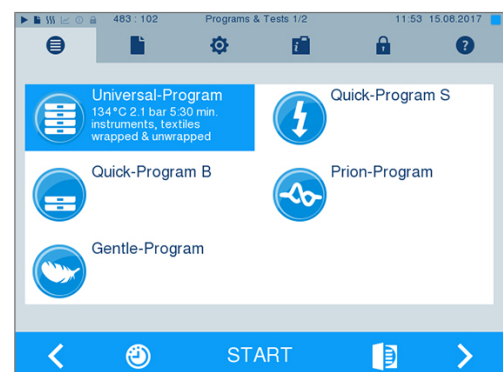 483 : 102 Programs & Tests 1/2 11:53 15.08.2017
Universal-Program
134°C 2.1 bar 5:30 min.
instruments, textiles
wrapped & unwrapped
Quick-Program S
Quick-Program B
Prion-Program
Gentle-Program
START